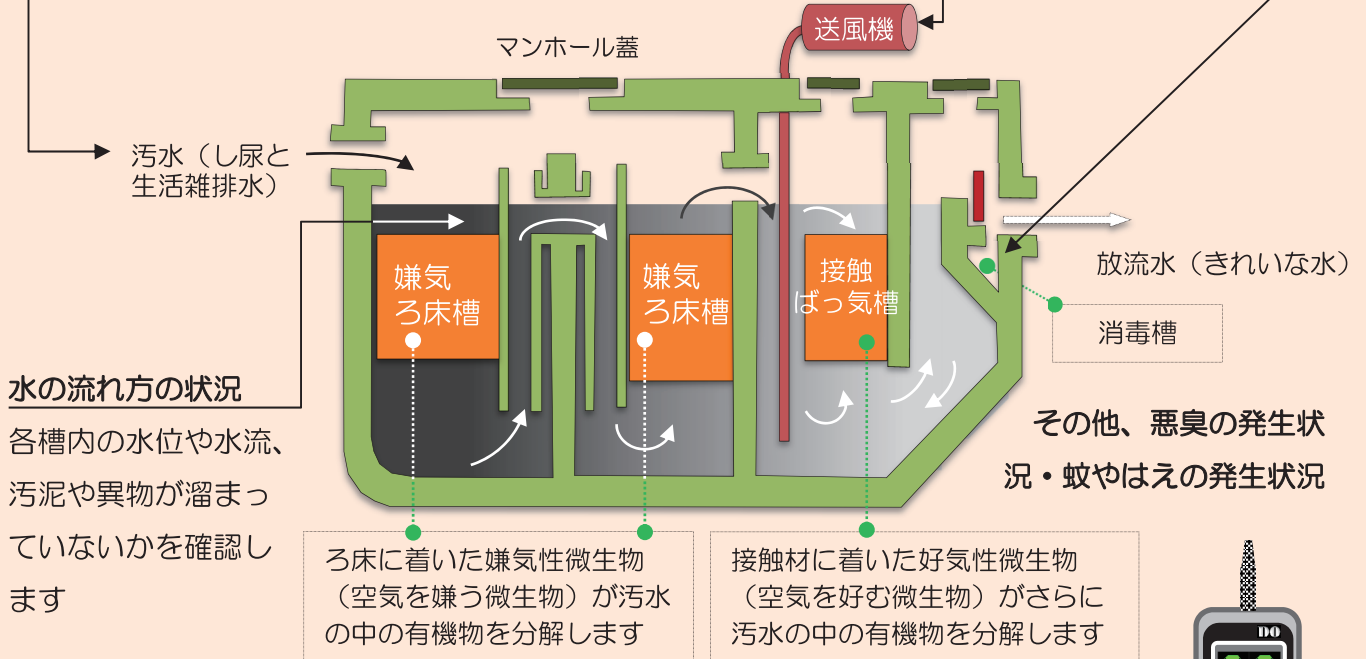 送風機
マンホール蓋
汚水（し尿と
生活雑排水）
嫌気
ろ床槽
嫌気
ろ床槽
接触
ばっ気槽
放流水（きれいな水）
消毒槽
水の流れ方の状況
各槽内の水位や水流、
汚泥や異物が溜まっ
ていないかを確認し
ます
その他、悪臭の発生状
況・蚊やはえの発生状況
ろ床に着いた嫌気性微生物
（空気を嫌う微生物）が汚水
の中の有機物を分解します
接触材に着いた好気性微生物
（空気を好む微生物）がさらに
汚水の中の有機物を分解します
DO